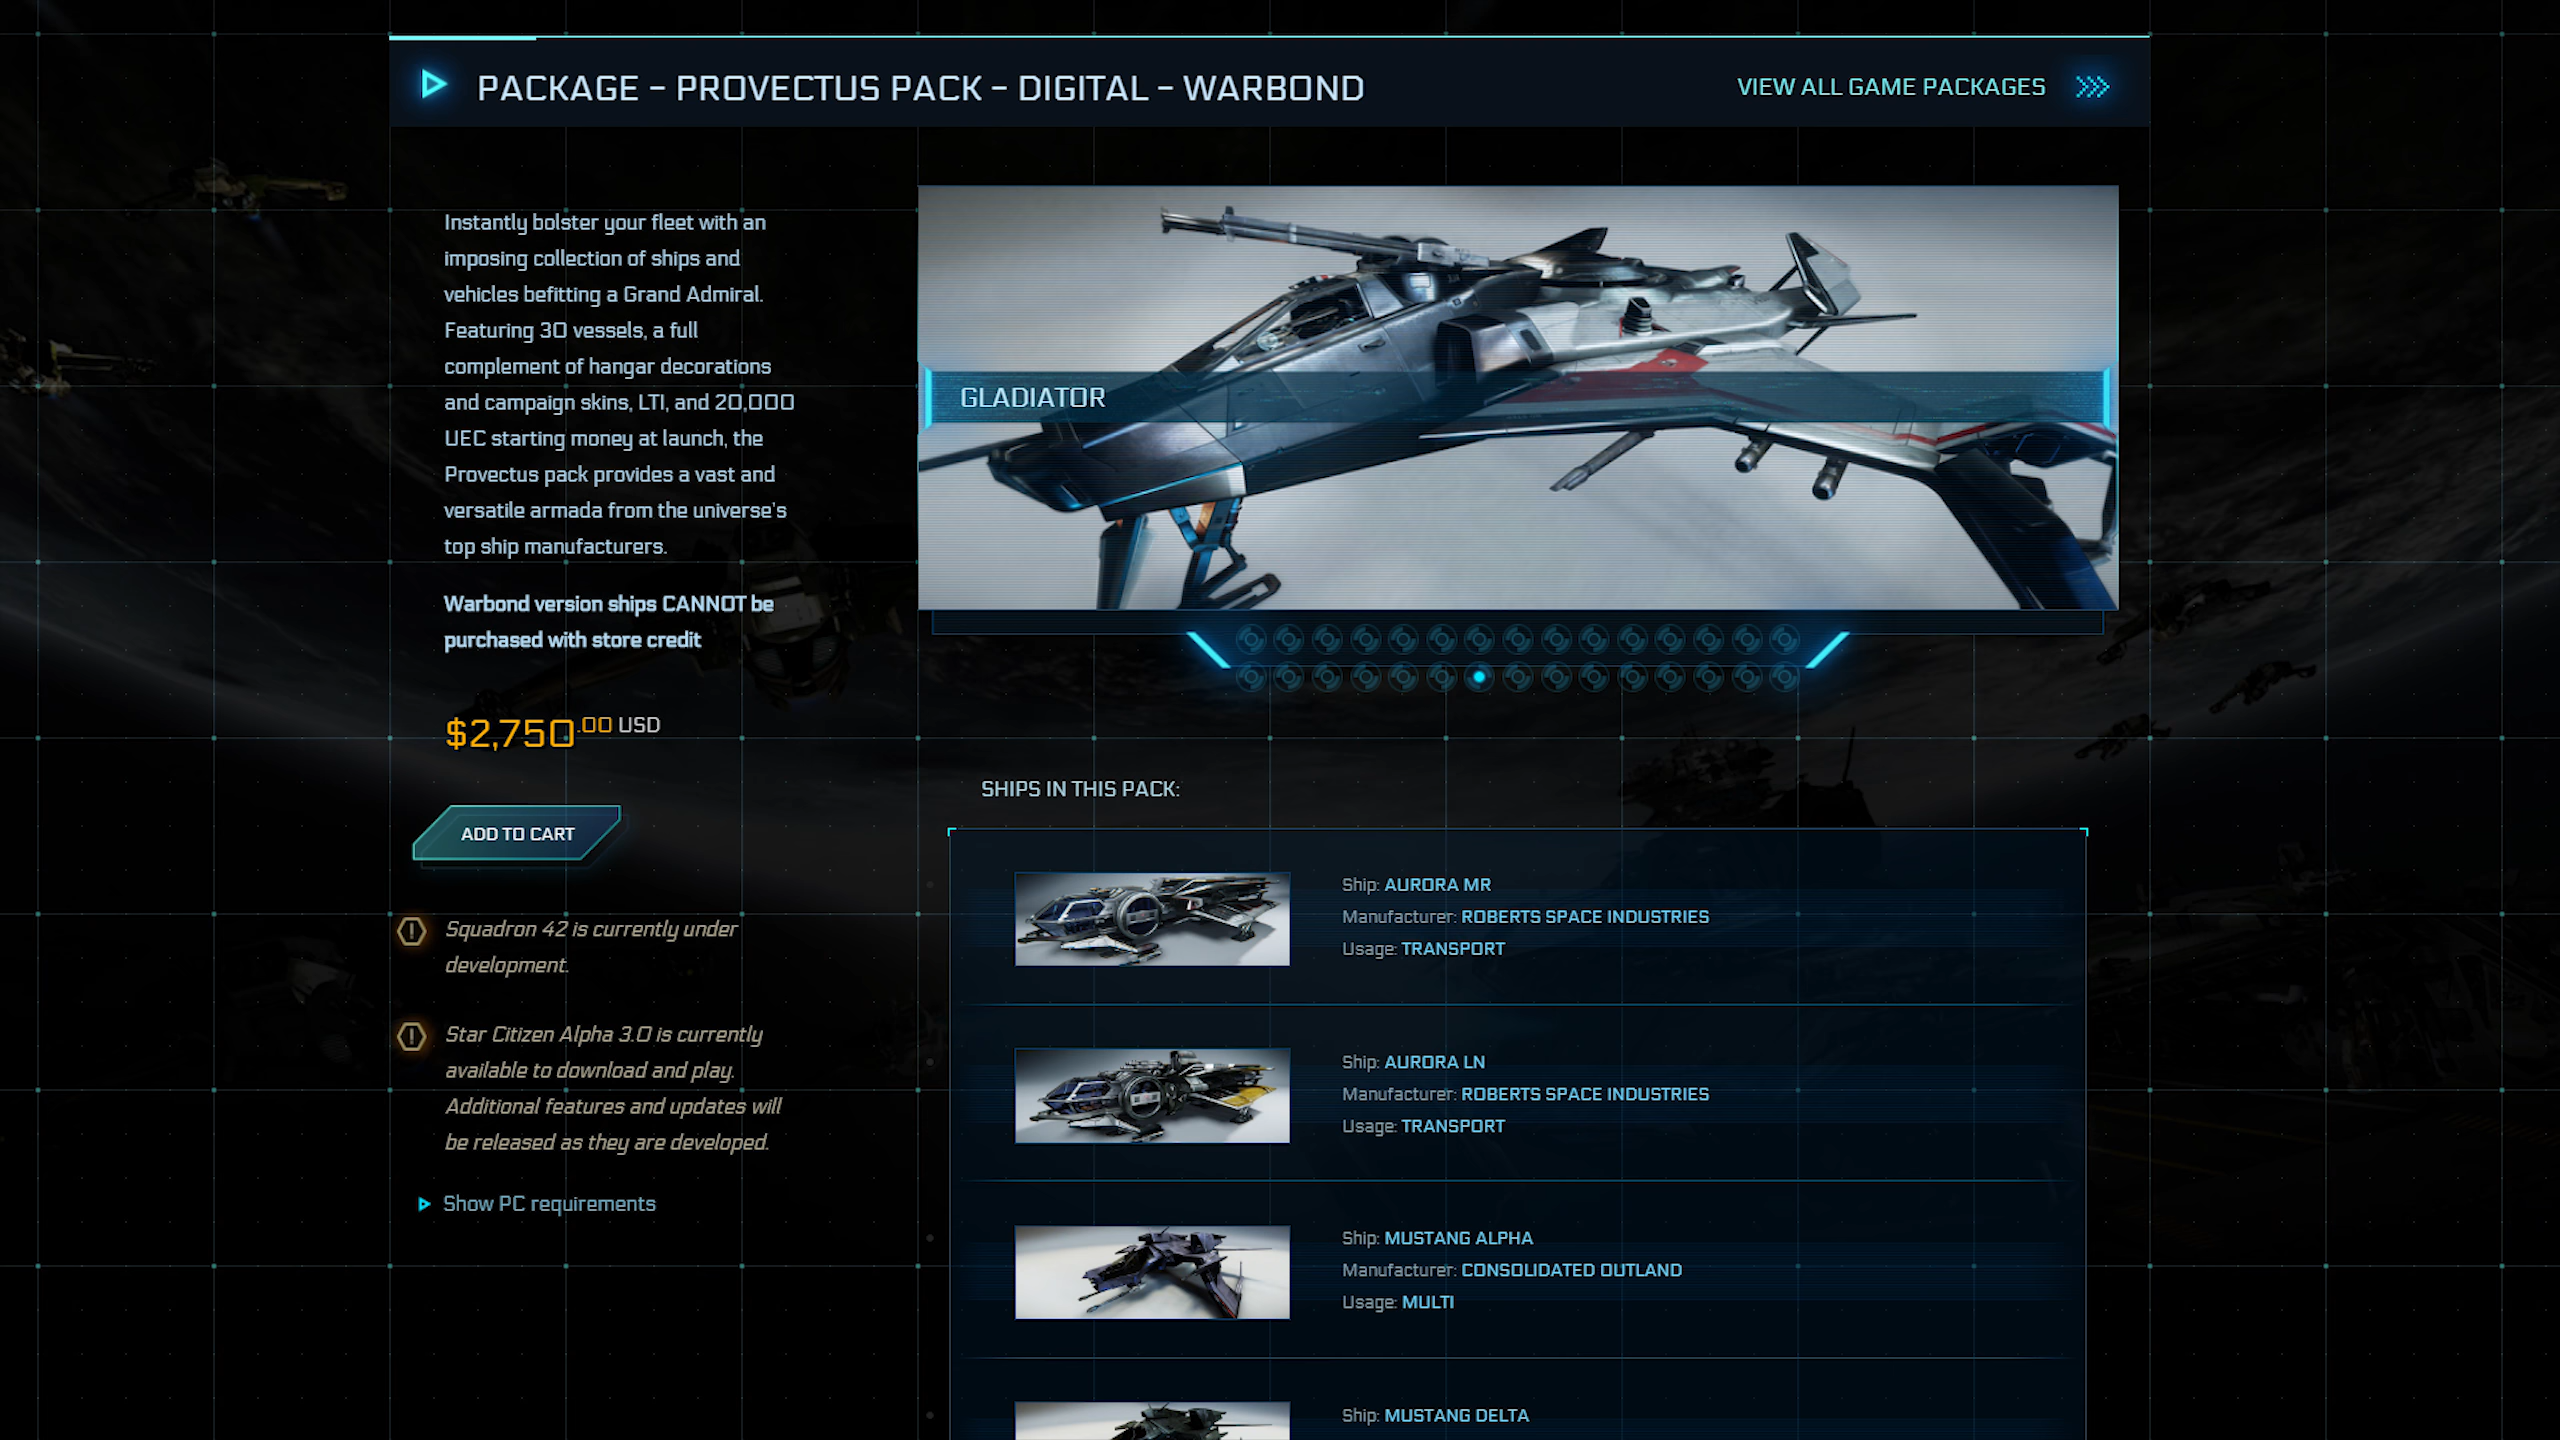 PACKAGE - PROVECTUS PACK - DIGITAL - WARBOND
VIEW ALL GAME PACKAGES
Instantly bolster your fleet with an
imposing collection of ships and
vehicles befitting a Grand Admiral.
Featuring 30 vessels, a full
complement of hangar decorations
and campaign skins, LTI, and 20,000
UEC starting money at launch, the
Provectus pack provides a vast and
versatile armada from the universe's
top ship manufacturers.
Warbond version ships CANNOT be
purchased with store credit
$2,750.00 USD
ADD TO CART
Squadron 42 is currently under
development.
Star Citizen Alpha 3.0 is currently
available to download and play.
Additional features and updates will
be released as they are developed.
Show PC requirements
GLADIATOR
SHIPS IN THIS PACK:
Ship: AURORA MR
Manufacturer: ROBERTS SPACE INDUSTRIES
Usage: TRANSPORT
Ship: AURORA LN
Manufacturer: ROBERTS SPACE INDUSTRIES
Usage: TRANSPORT
Ship: MUSTANG ALPHA
Manufacturer: CONSOLIDATED OUTLAND
Usage: MULTI
Ship: MUSTANG DELTA